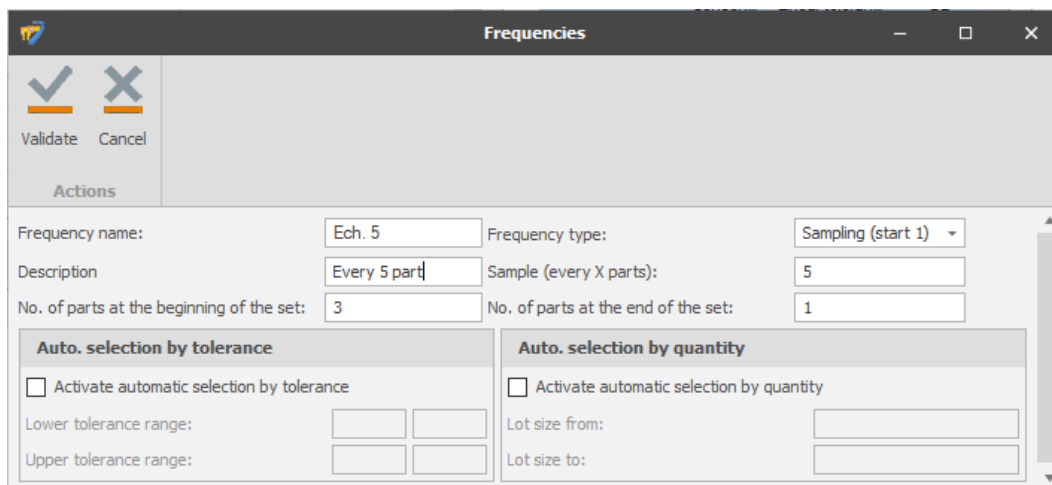 Frequencies
Validate Cancel
Actions
Frequency name: Ech. 5 Frequency type: Sampling (start 1)
Description Every 5 part Sample (every X parts): 5
No. of parts at the beginning of the set: 3 No. of parts at the end of the set: 1
Auto. selection by tolerance Auto. selection by quantity
Activate automatic selection by tolerance Activate automatic selection by quantity
Lower tolerance range: Lot size from:
Upper tolerance range: Lot size to: